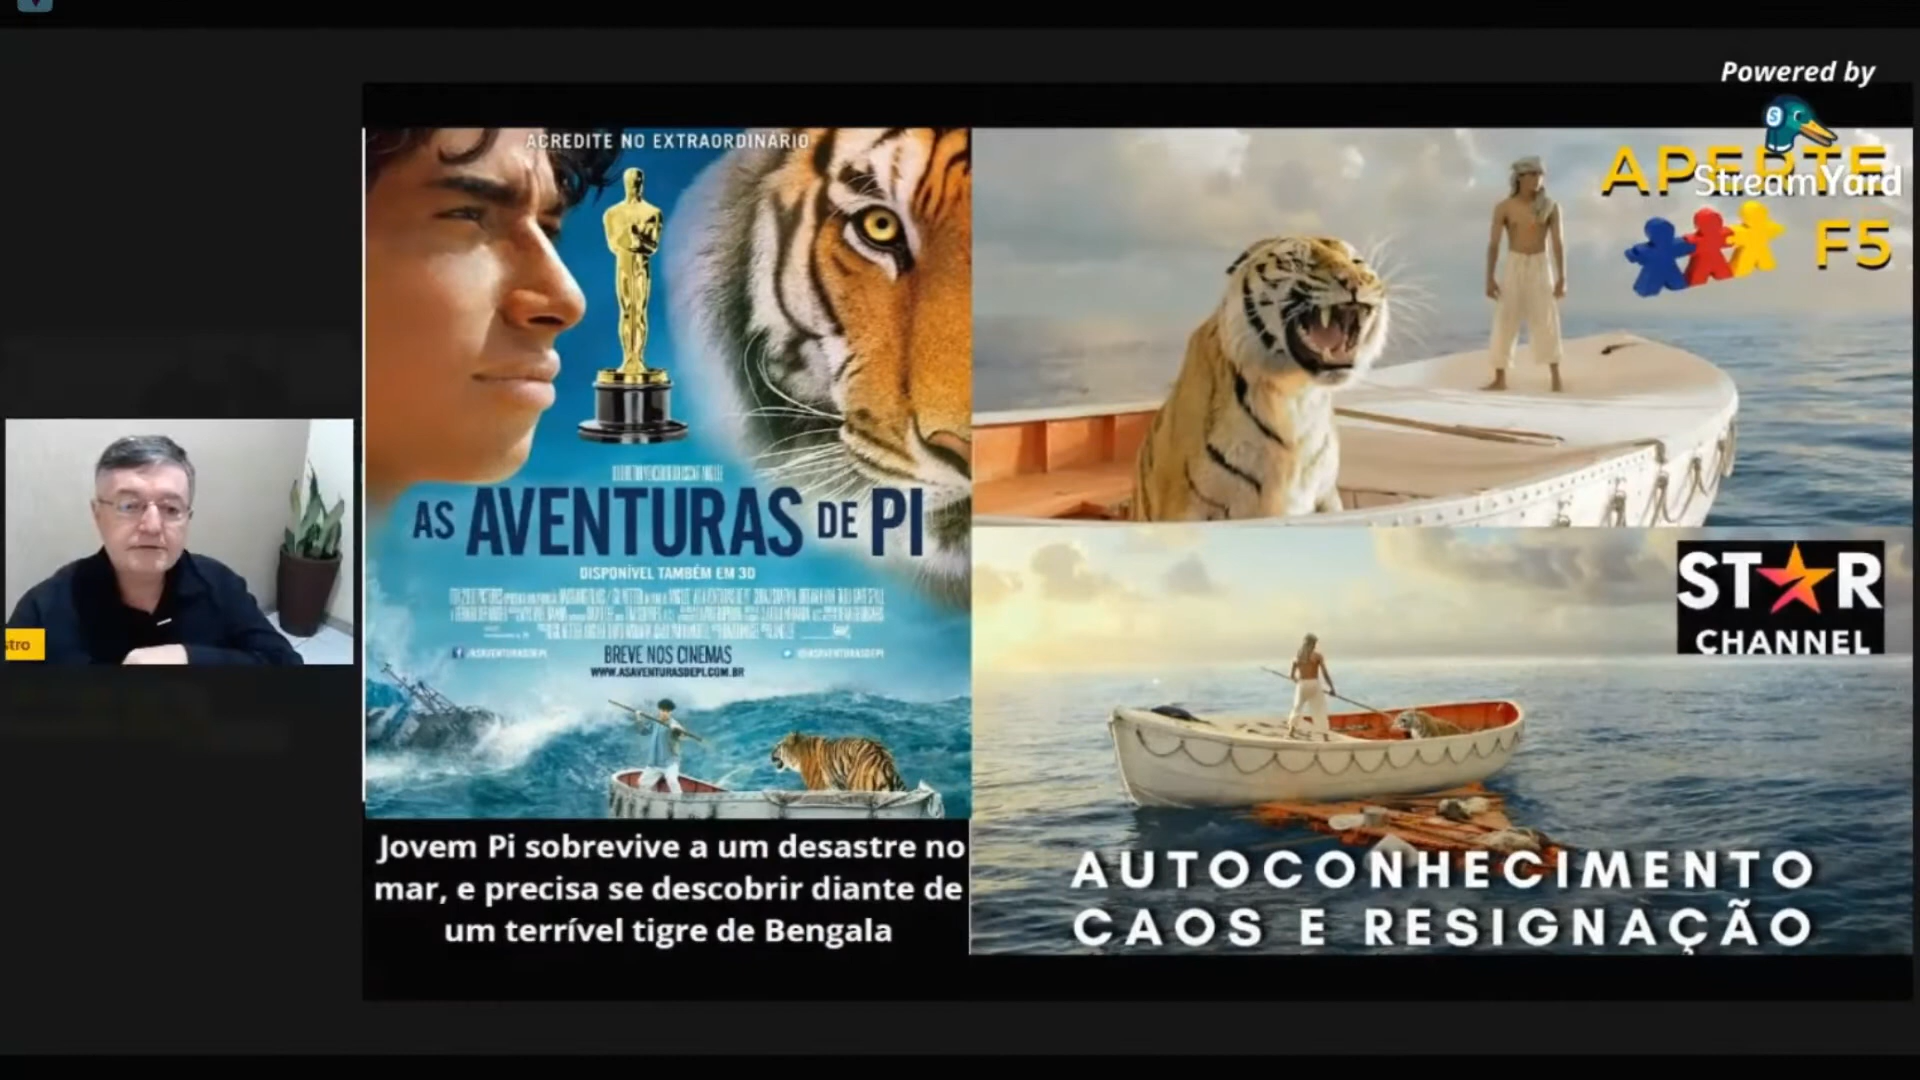 Powered by
StreamYard
APERTE
F5
ACREDITE NO EXTRAORDINÁRIO
AS AVENTURAS DE PI
DISPONÍVEL TAMBÉM EM 3D
BREVE NOS CINEMAS
WWW.ASAVENTURASDEPI.COM.BR
Jovem Pi sobrevive a um desastre no
mar, e precisa se descobrir diante de
um terrível tigre de Bengala
STAR
CHANNEL
AUTOCONHECIMENTO
CAOS E RESIGNAÇÃO
stro